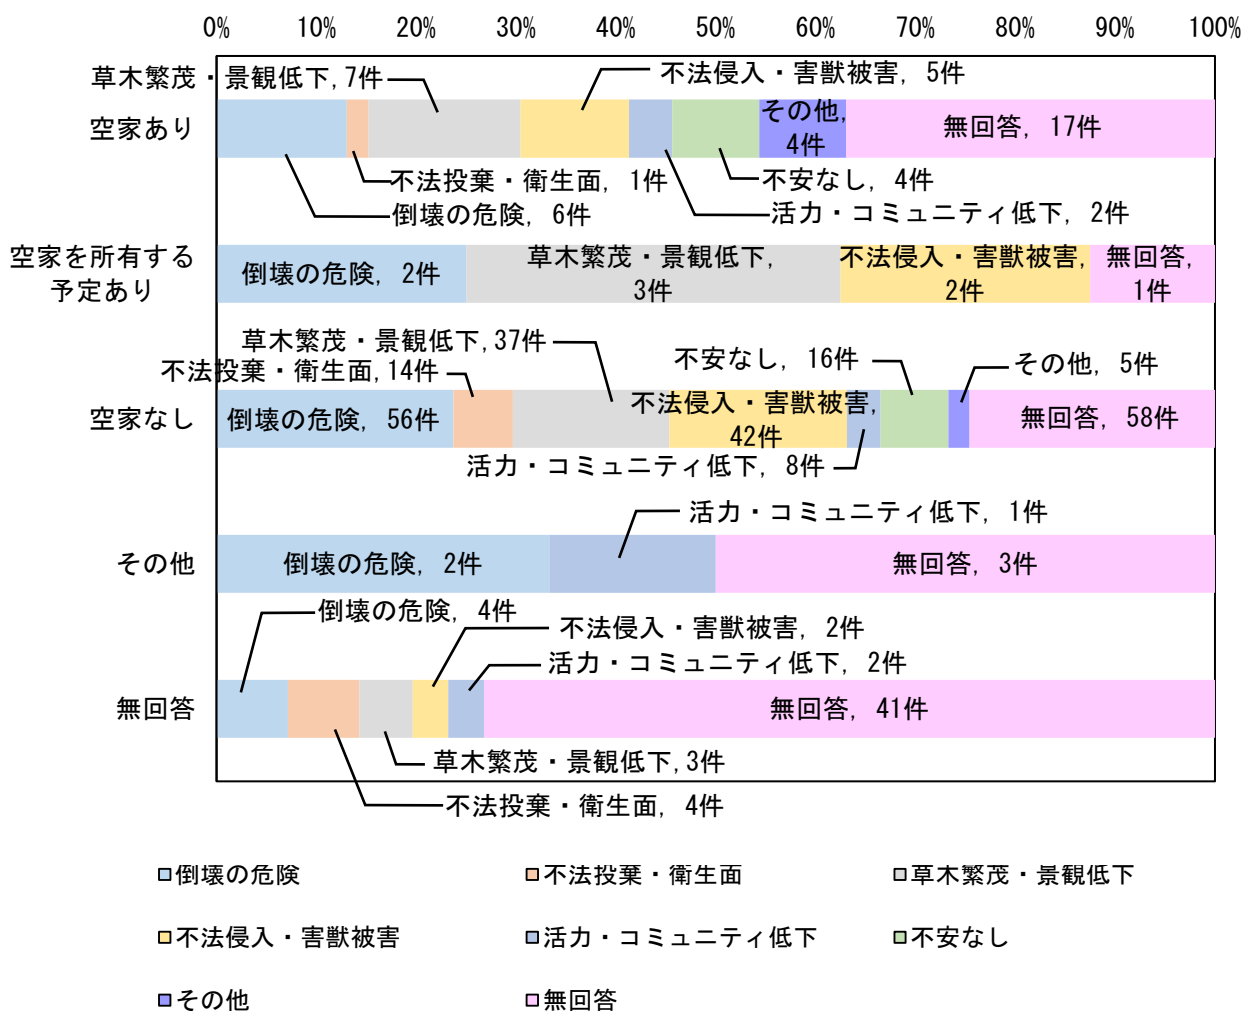 0% 10% 20% 30% 40% 50% 60% 70% 80% 90% 100%
草木繁茂・景観低下, 7件
不法侵入・害獣被害, 5件
空家あり
その他,
4件
無回答, 17件
不法投棄・衛生面, 1件
不安なし, 4件
倒壊の危険, 6件
活力・コミュニティ低下, 2件
空家を所有する
予定あり
倒壊の危険, 2件
草木繁茂・景観低下,
3件
不法侵入・害獣被害,
2件
無回答,
1件
草木繁茂・景観低下, 37件
不法投棄・衛生面, 14件
不安なし, 16件
その他, 5件
空家なし
倒壊の危険, 56件
不法侵入・害獣被害,
42件
無回答, 58件
活力・コミュニティ低下, 8件
活力・コミュニティ低下, 1件
その他
倒壊の危険, 2件
無回答, 3件
倒壊の危険, 4件
不法侵入・害獣被害, 2件
活力・コミュニティ低下, 2件
無回答
無回答, 41件
草木繁茂・景観低下, 3件
不法投棄・衛生面, 4件
倒壊の危険
不法投棄・衛生面
草木繁茂・景観低下
不法侵入・害獣被害
活力・コミュニティ低下
不安なし
その他
無回答